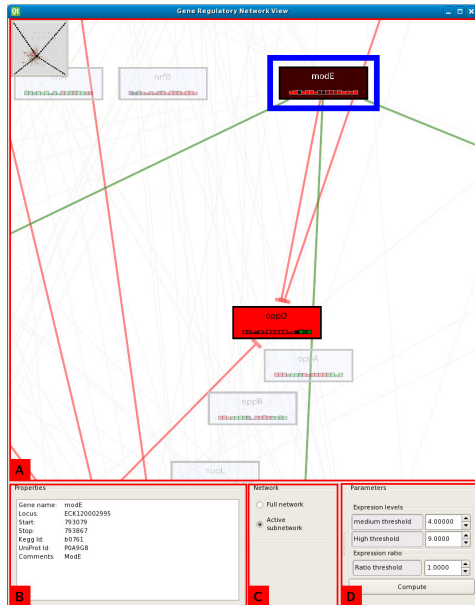 Gene Regulatory Network View
nrfB
modE
oppD
oppA
oppB
nuoL
A
Properties
Gene name: modE
Locus: ECK120002995
Start: 793079
Stop: 793867
Kegg Id: b0761
UniProt Id: P0A9G8
Comments: ModE
B
Network
Full network
Active
subnetwork
C
Parameters
Expresion levels
medium threshold 4.00000
High threshold 9.0000
Expression ratio
Ratio threshold 1.0000
Compute
D